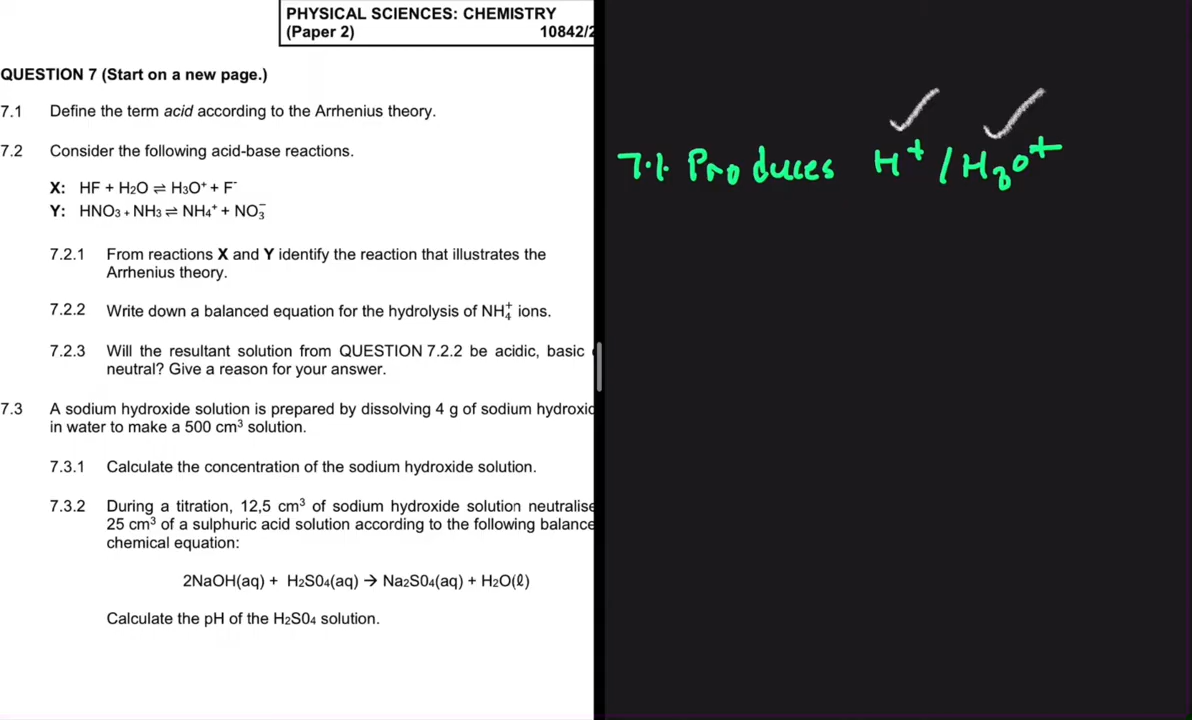 PHYSICAL SCIENCES: CHEMISTRY
(Paper 2) 10842/2
QUESTION 7 (Start on a new page.)
7.1 Define the term acid according to the Arrhenius theory.
7.2 Consider the following acid-base reactions.
X: HF + H₂O ⇌ H₃O⁺ + F⁻
Y: HNO₃ + NH₃ ⇌ NH₄⁺ + NO₃⁻
7.2.1 From reactions X and Y identify the reaction that illustrates the
Arrhenius theory.
7.2.2 Write down a balanced equation for the hydrolysis of NH₄⁺ ions.
7.2.3 Will the resultant solution from QUESTION 7.2.2 be acidic, basic
neutral? Give a reason for your answer.
7.3 A sodium hydroxide solution is prepared by dissolving 4 g of sodium hydroxid
in water to make a 500 cm³ solution.
7.3.1 Calculate the concentration of the sodium hydroxide solution.
7.3.2 During a titration, 12,5 cm³ of sodium hydroxide solution neutralise
25 cm³ of a sulphuric acid solution according to the following balance
chemical equation:
2NaOH(aq) + H₂S0₄(aq) → Na₂S0₄(aq) + H₂O(ℓ)
Calculate the pH of the H₂S0₄ solution.
7.1. Produces H⁺ / H₃O⁺